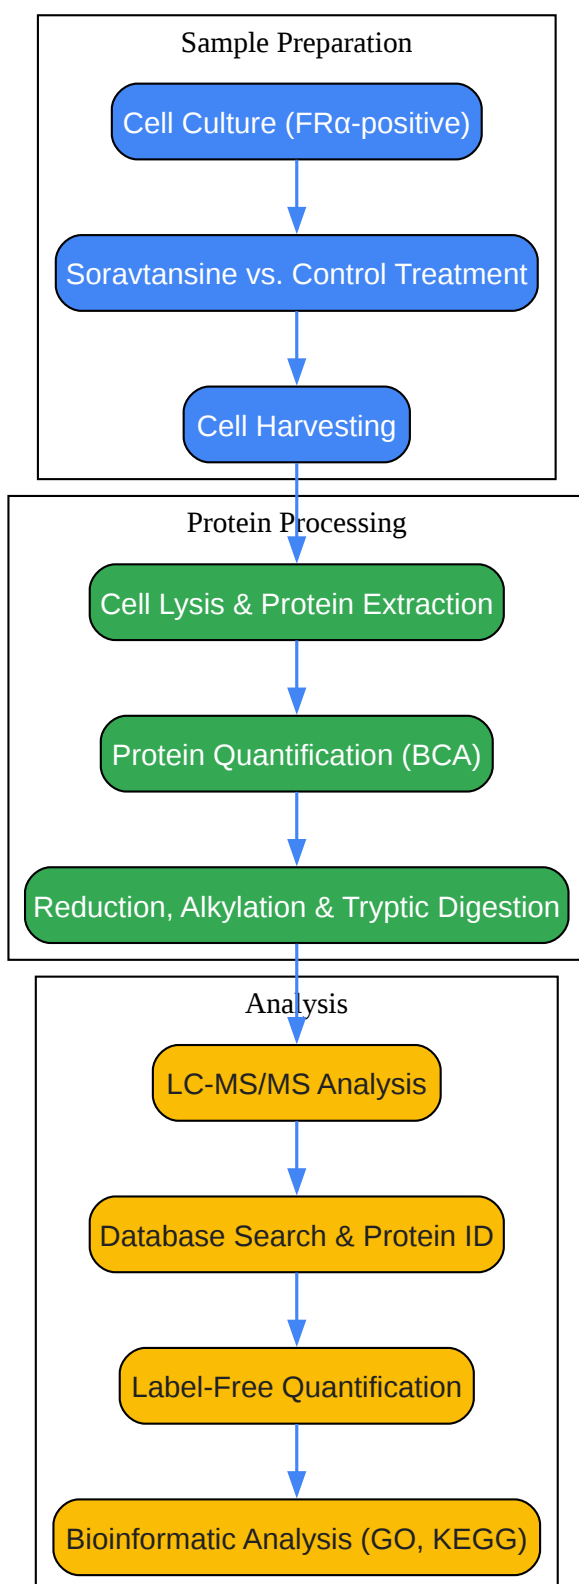 Sample Preparation
Cell Culture (FRα-positive)
Soravtansine vs. Control Treatment
Cell Harvesting
Protein Processing
Cell Lysis & Protein Extraction
Protein Quantification (BCA)
Reduction, Alkylation & Tryptic Digestion
Analysis
LC-MS/MS Analysis
Database Search & Protein ID
Label-Free Quantification
Bioinformatic Analysis (GO, KEGG)